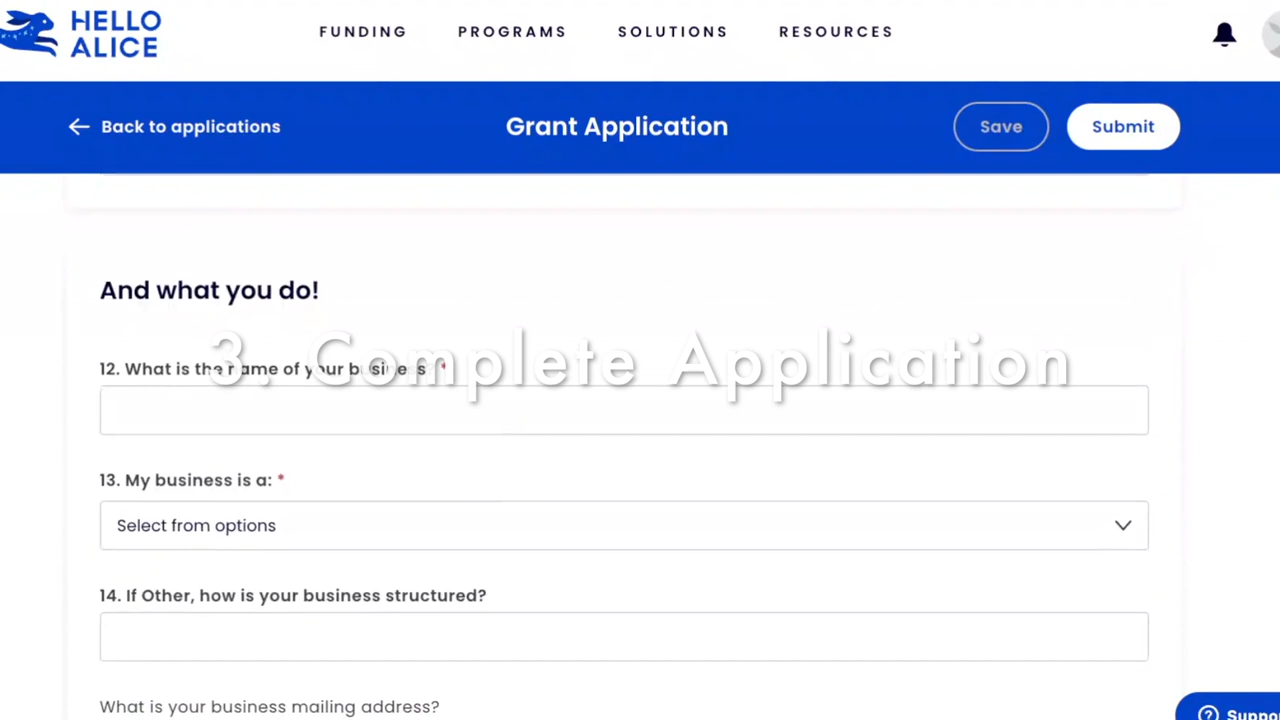 HELLO
ALICE
FUNDING PROGRAMS SOLUTIONS RESOURCES
Back to applications Grant Application Save Submit
And what you do!
12. What is the name of your business *
3. Complete Application
13. My business is a: *
Select from options
14. If Other, how is your business structured?
What is your business mailing address?
Suppo